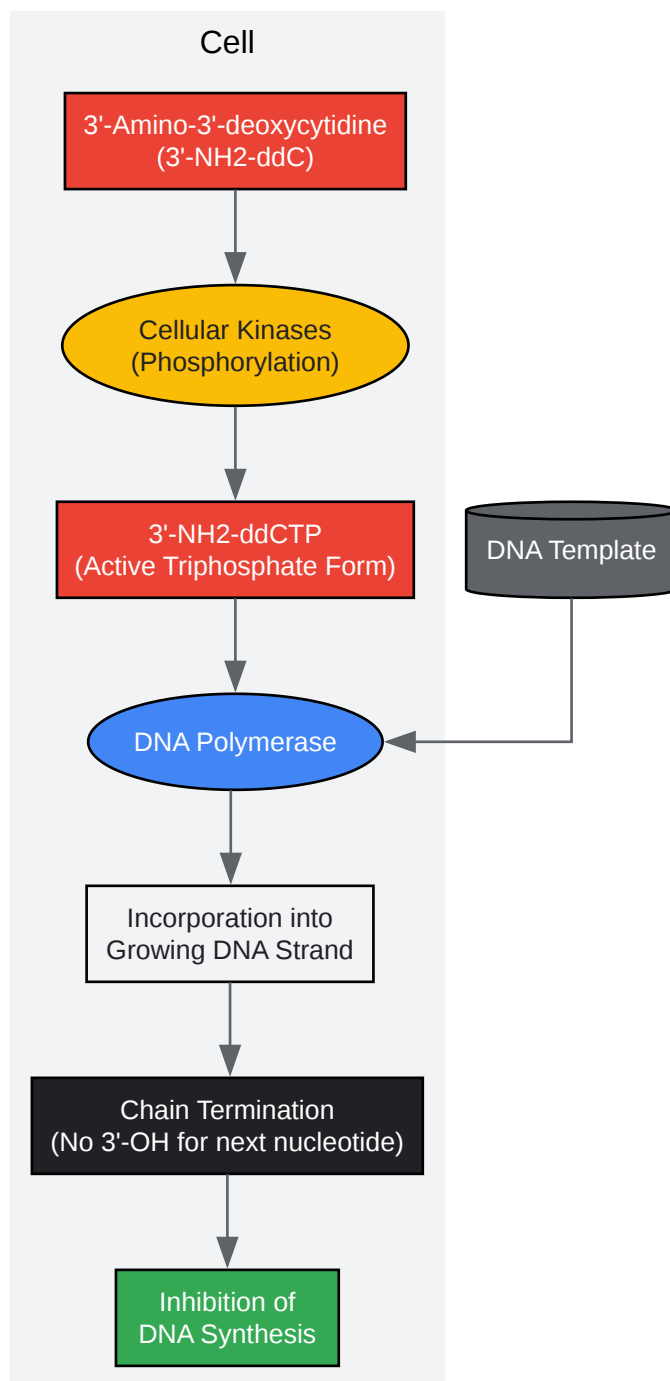 Cell
3'-Amino-3'-deoxycytidine
(3'-NH2-ddC)
Cellular Kinases
(Phosphorylation)
3'-NH2-ddCTP
(Active Triphosphate Form)
DNA Template
DNA Polymerase
Incorporation into
Growing DNA Strand
Chain Termination
(No 3'-OH for next nucleotide)
Inhibition of
DNA Synthesis